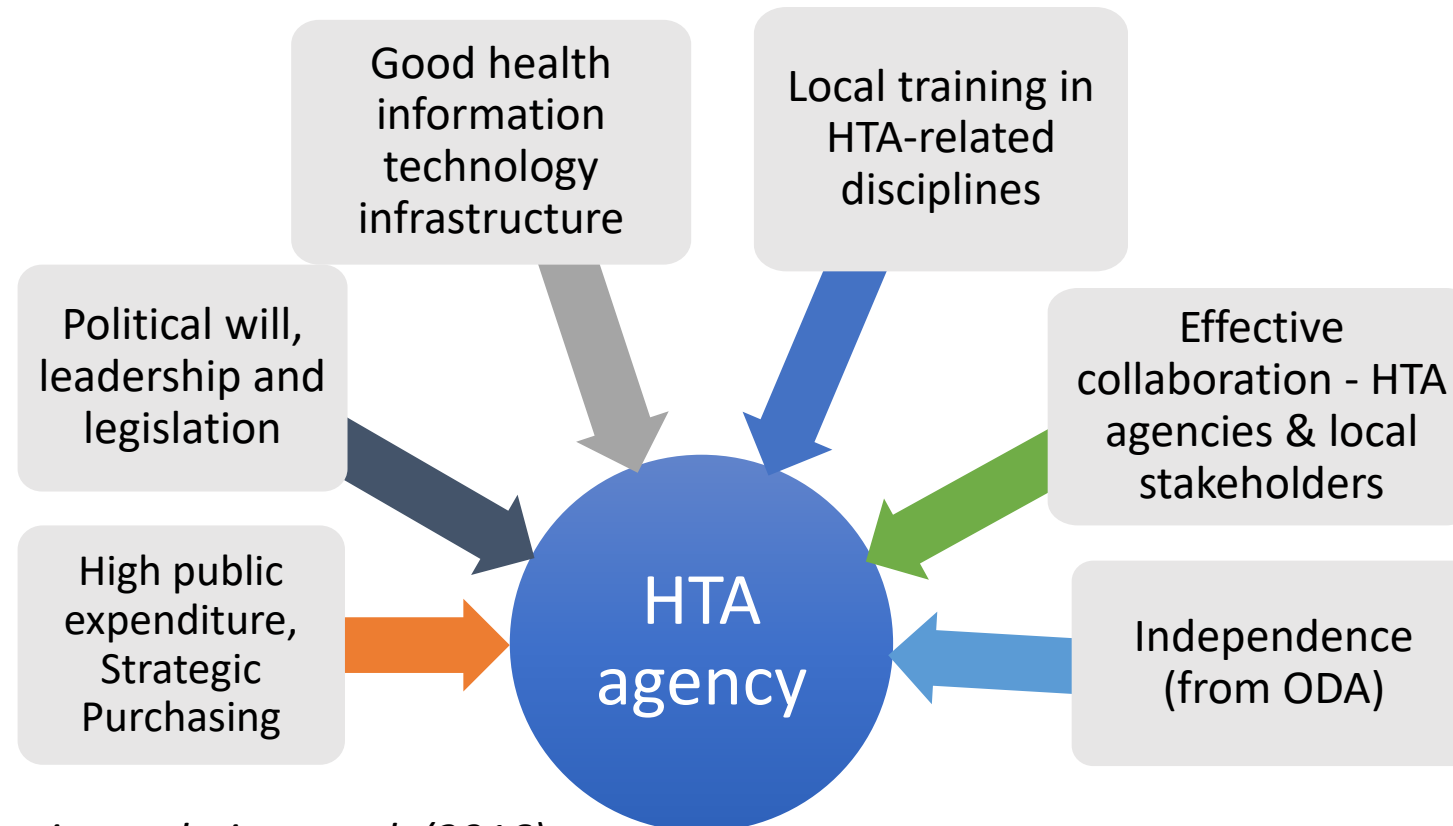 Good health
information
technology
infrastructure
Local training in
HTA-related
disciplines
Political will,
leadership and
legislation
Effective
collaboration - HTA
agencies & local
stakeholders
High public
expenditure,
Strategic
Purchasing
HTA
agency
Independence
(from ODA)
(2016)